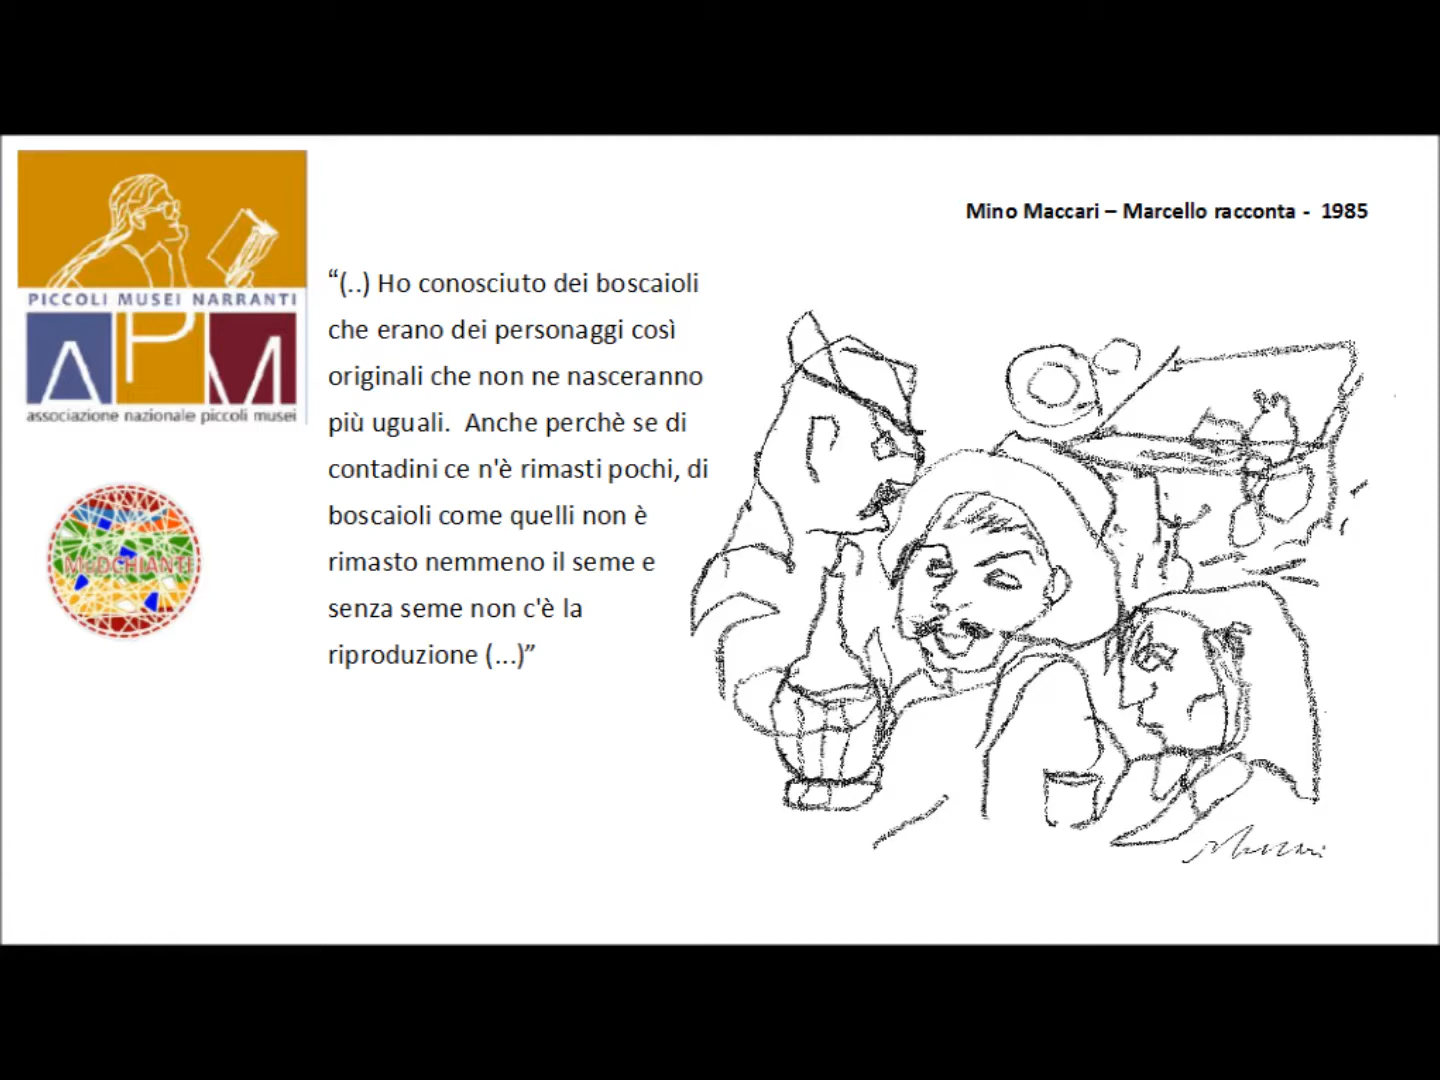 PICCOLI MUSEI NARRANTI
APM
associazione nazionale piccoli musei
MUDCHIANTI
Mino Maccari – Marcello racconta - 1985
“(..) Ho conosciuto dei boscaioli
che erano dei personaggi così
originali che non ne nasceranno
più uguali. Anche perchè se di
contadini ce n'è rimasti pochi, di
boscaioli come quelli non è
rimasto nemmeno il seme e
senza seme non c'è la
riproduzione (...)”
Maccari